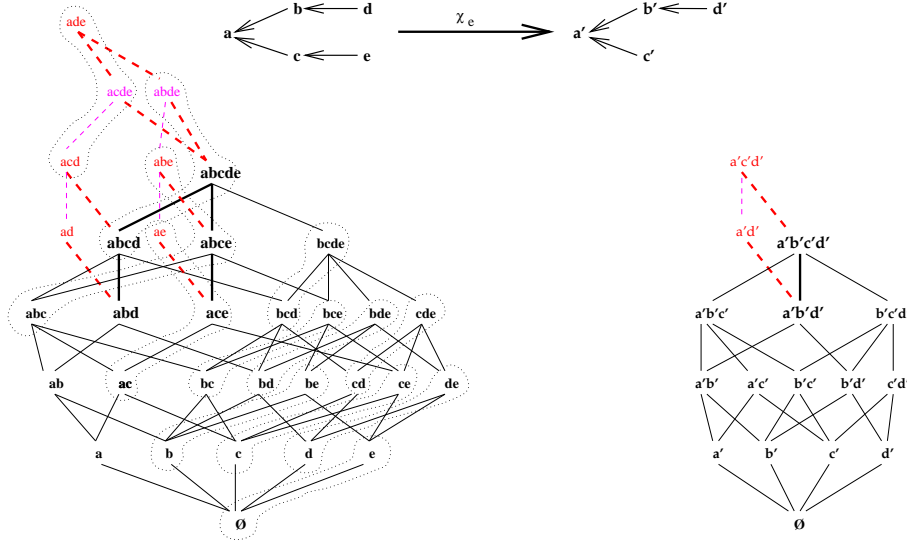 ade
b d
χ e
b' d'
a
a'
c e
c'
acde abde
acd abe
a'c'd'
abcde
ad ae
a'd'
abcd abce bcde
a'b'c'd'
abc abd ace bcd bce bde cde
a'b'c' a'b'd' b'c'd
ab ac bc bd be cd ce de
a'b' a'c' b'c' b'd' c'd'
a b c d e
a' b' c' d'
Ø
Ø